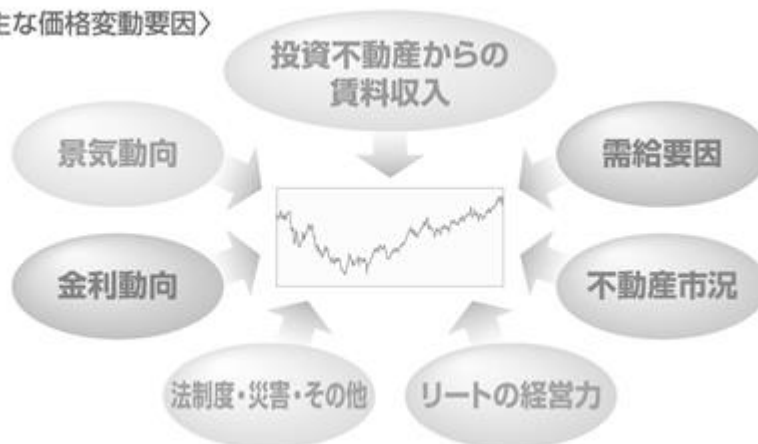 主な価格変動要因〉
投資不動産からの
賃料収入
景気動向
需給要因
金利動向
不動産市況
法制度・災害・その他
リートの経営力